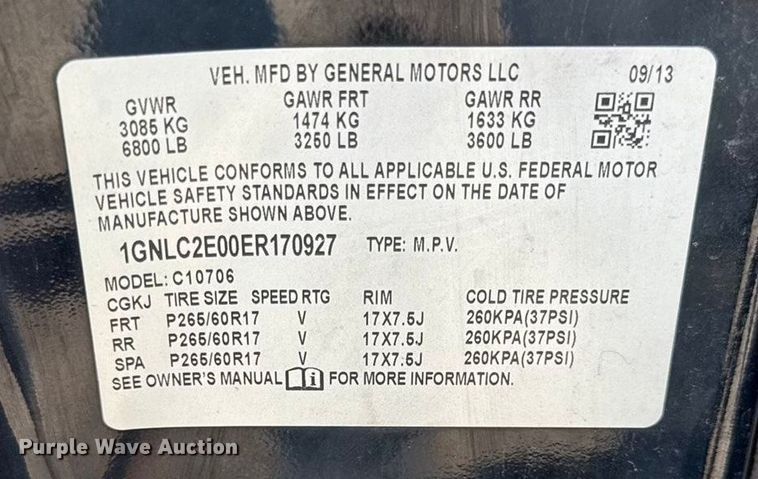 VEH. MFD BY GENERAL MOTORS LLC 09/13
GVWR GAWR FRT GAWR RR
3085 KG 1474 KG 1633 KG
6800 LB 3250 LB 3600 LB
THIS VEHICLE CONFORMS TO ALL APPLICABLE U.S. FEDERAL MOTOR
VEHICLE SAFETY STANDARDS IN EFFECT ON THE DATE OF
MANUFACTURE SHOWN ABOVE.
1GNLC2E00ER170927 TYPE: M.P.V.
MODEL: C10706
CGKJ TIRE SIZE SPEED RTG RIM COLD TIRE PRESSURE
FRT P265/60R17 V 17X7.5J 260KPA(37PSI)
RR P265/60R17 V 17X7.5J 260KPA(37PSI)
SPA P265/60R17 V 17X7.5J 260KPA(37PSI)
SEE OWNER'S MANUAL FOR MORE INFORMATION.
Purple Wave Auction